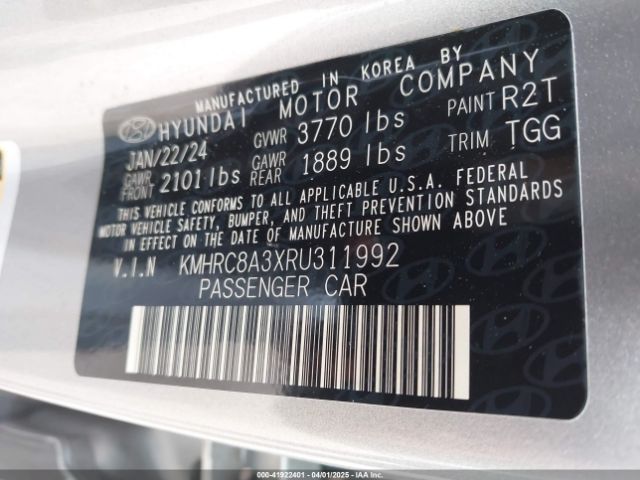 MANUFACTURED IN KOREA BY
HYUNDAI MOTOR COMPANY
JAN/22/24 GVWR 3770 lbs PAINT R2T
GAWR FRONT 2101 lbs GAWR REAR 1889 lbs TRIM TGG
THIS VEHICLE CONFORMS TO ALL APPLICABLE U.S.A. FEDERAL
MOTOR VEHICLE SAFETY, BUMPER, AND THEFT PREVENTION STANDARDS
IN EFFECT ON THE DATE OF MANUFACTURE SHOWN ABOVE
V.I.N KMHRC8A3XRU311992
PASSENGER CAR
000-41922401 - 04/01/2025 - IAAI.COM